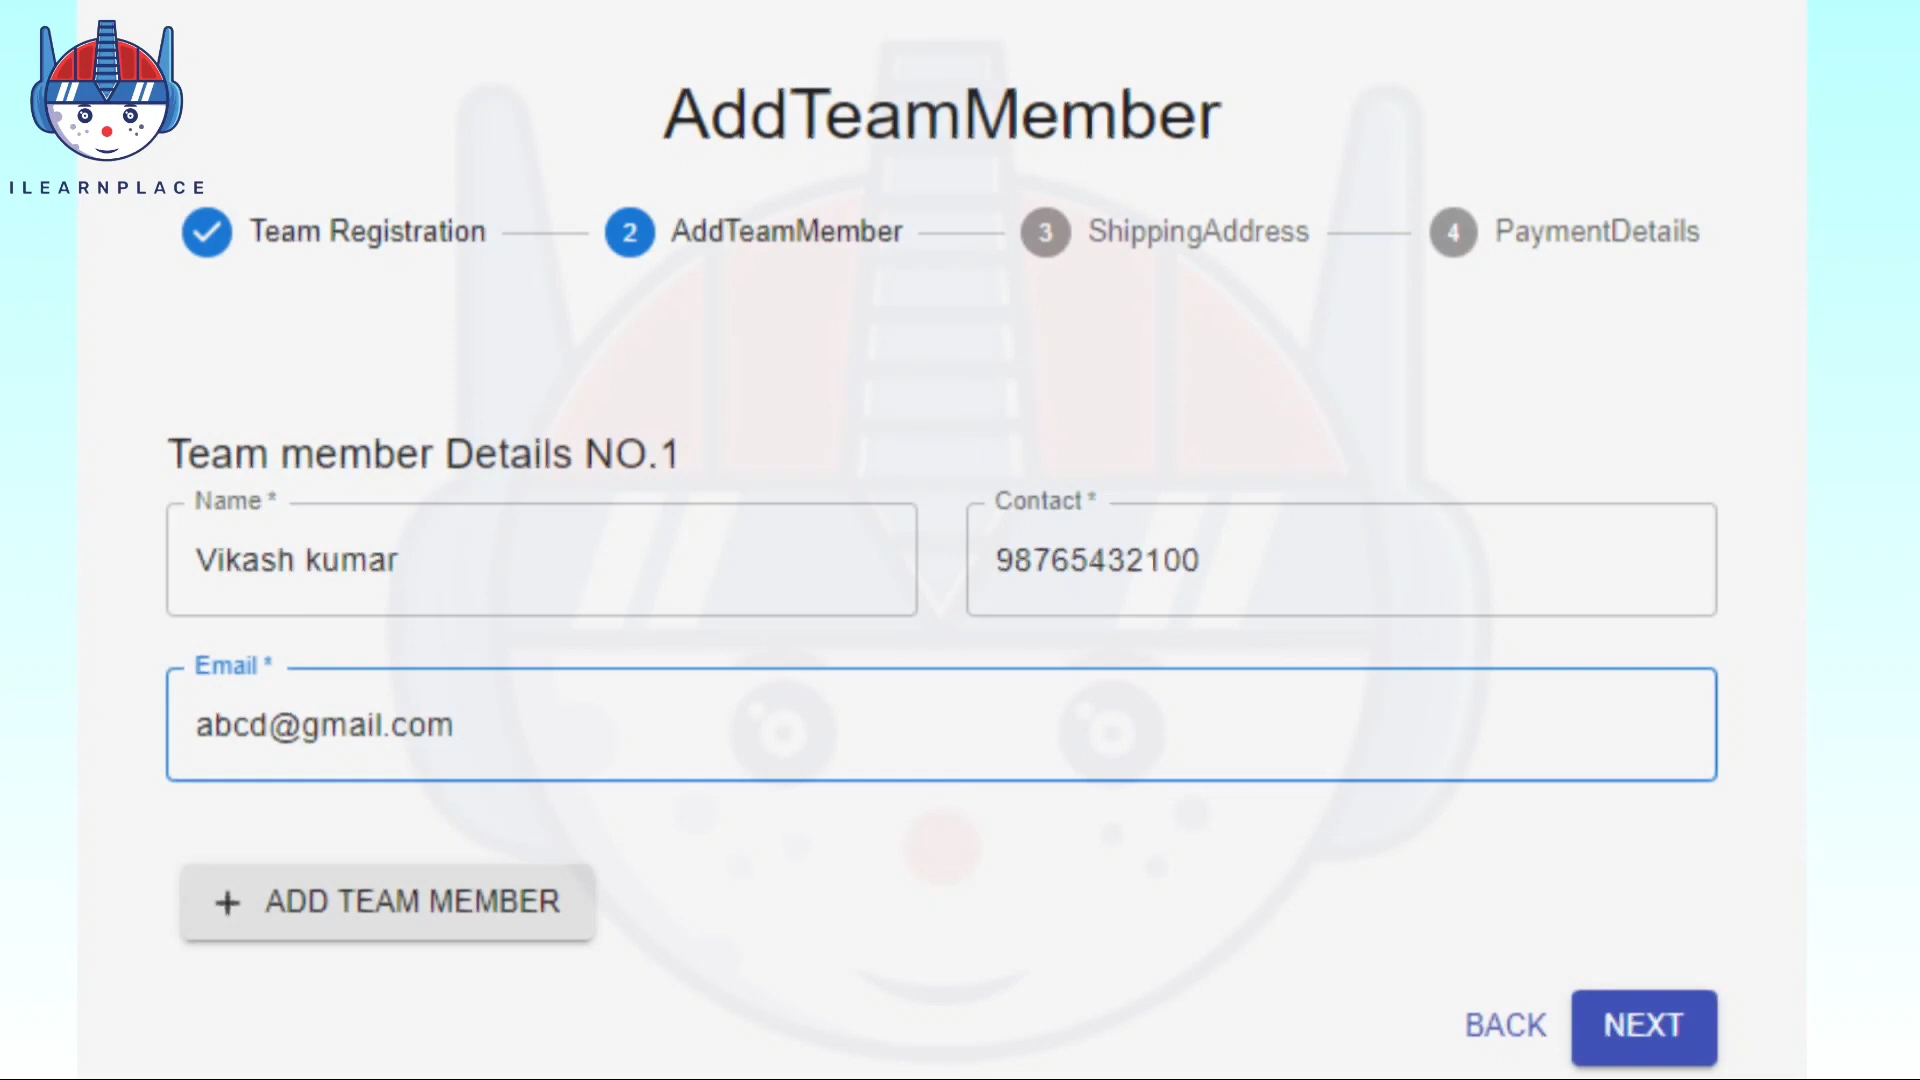 ILEARNPLACE
AddTeamMember
Team Registration 2 AddTeamMember 3 ShippingAddress 4 PaymentDetails
Team member Details NO.1
Name * Contact *
Vikash kumar 98765432100
Email *
abcd@gmail.com
+ ADD TEAM MEMBER
BACK NEXT